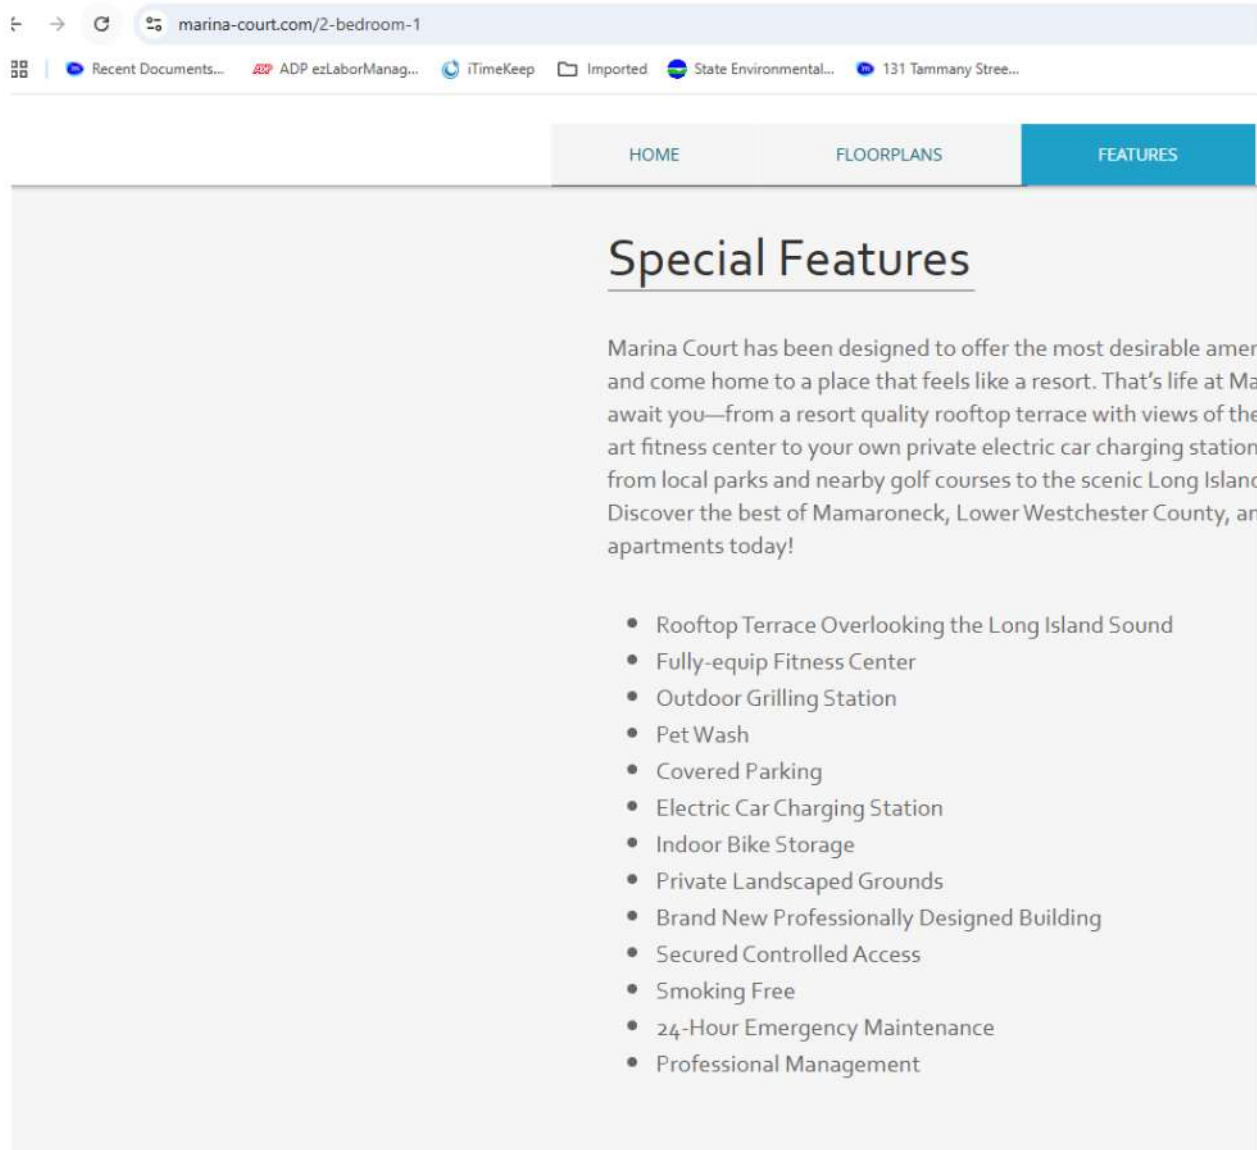 marina-court.com/2-bedroom-1
Recent Documents... ADP ADP ezLaborManag... iTimeKeep Imported State Environmental... m 131 Tammany Stree...
HOME FLOORPLANS FEATURES
Special Features
Marina Court has been designed to offer the most desirable amer
and come home to a place that feels like a resort. That's life at Ma
await you—from a resort quality rooftop terrace with views of the
art fitness center to your own private electric car charging station
from local parks and nearby golf courses to the scenic Long Island
Discover the best of Mamaroneck, Lower Westchester County, an
apartments today!
• Rooftop Terrace Overlooking the Long Island Sound
• Fully-equip Fitness Center
• Outdoor Grilling Station
• Pet Wash
• Covered Parking
• Electric Car Charging Station
• Indoor Bike Storage
• Private Landscaped Grounds
• Brand New Professionally Designed Building
• Secured Controlled Access
• Smoking Free
• 24-Hour Emergency Maintenance
• Professional Management